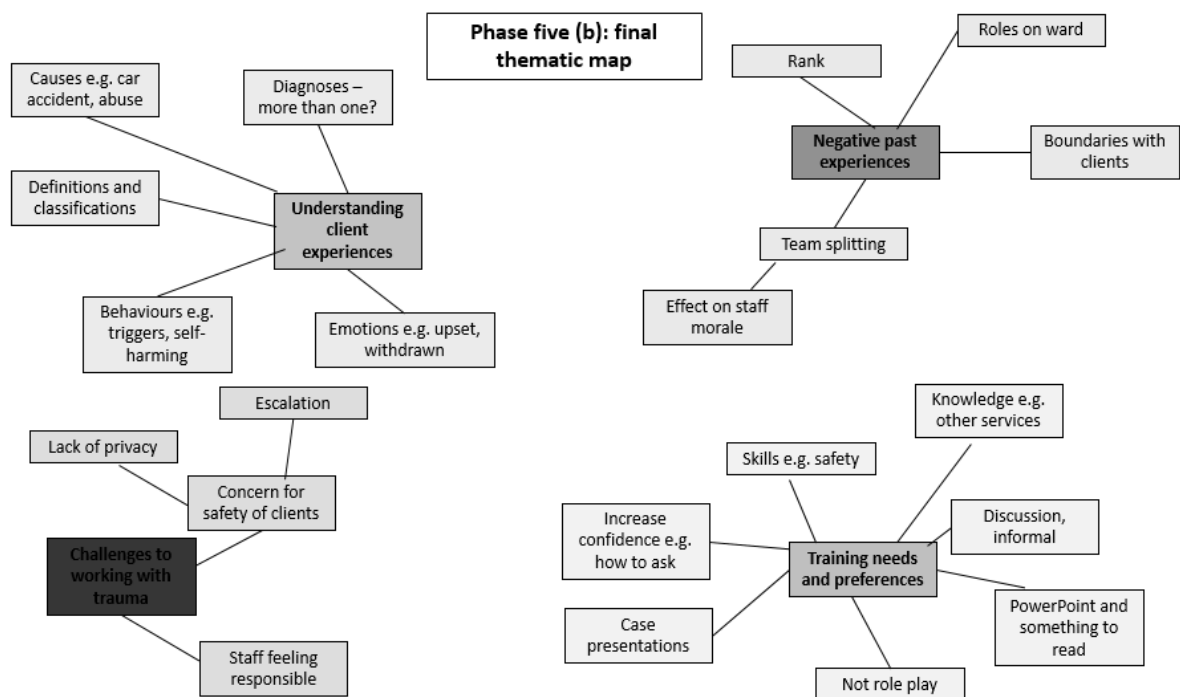 Phase five (b): final
thematic map
Causes e.g. car
accident, abuse
Diagnoses –
more than one?
Definitions and
classifications
Understanding
client
experiences
Behaviours e.g.
triggers, self-
harming
Emotions e.g. upset,
withdrawn
Rank
Roles on ward
Negative past
experiences
Boundaries with
clients
Team splitting
Effect on staff
morale
Escalation
Lack of privacy
Concern for
safety of clients
Challenges to
working with
trauma
Staff feeling
responsible
Knowledge e.g.
other services
Skills e.g. safety
Increase
confidence e.g.
how to ask
Discussion,
informal
Training needs
and preferences
Case
presentations
PowerPoint and
something to
read
Not role play